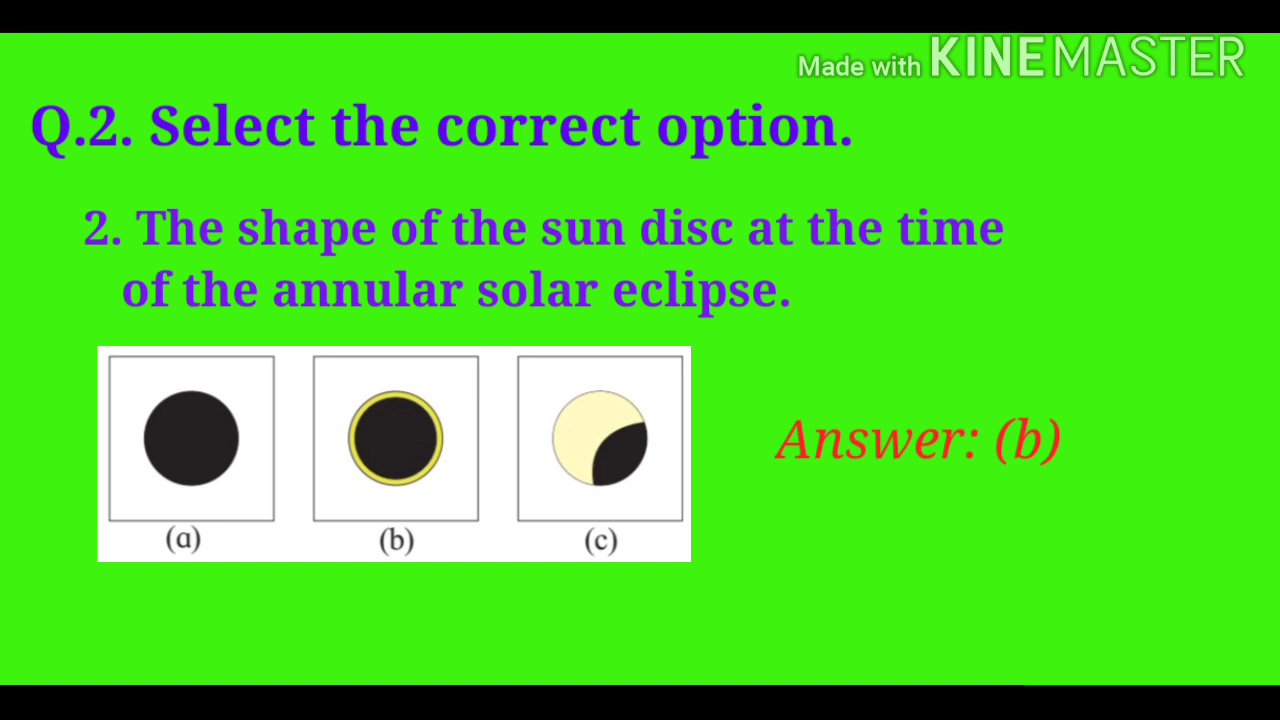 Made with KINEMASTER
Q.2. Select the correct option.
2. The shape of the sun disc at the time
of the annular solar eclipse.
Answer: (b)
(a) (b) (c)